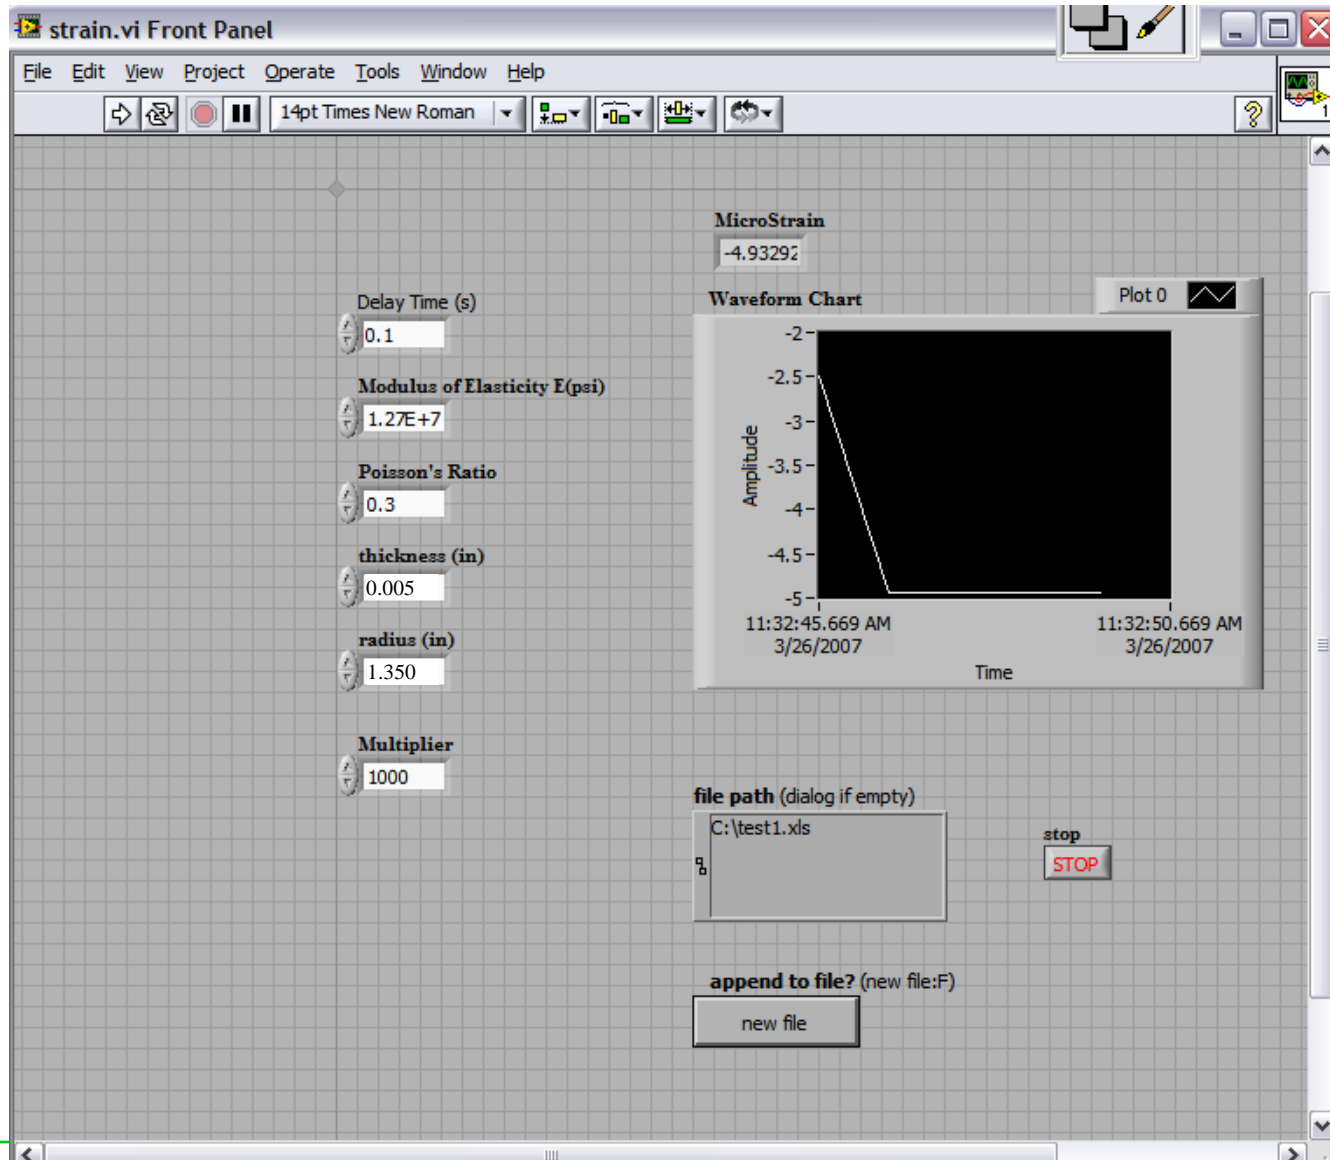 strain.vi Front Panel
File Edit View Project Operate Tools Window Help
14pt Times New Roman
?
1
MicroStrain
-4.93292
Delay Time (s)
0.1
Modulus of Elasticity E(psi)
1.27E+7
Poisson's Ratio
0.3
thickness (in)
0.005
radius (in)
1.350
Multiplier
1000
Waveform Chart
Plot 0
-2
-2.5
-3
-3.5
-4
-4.5
-5
Amplitude
11:32:45.669 AM
3/26/2007
11:32:50.669 AM
3/26/2007
Time
file path (dialog if empty)
C:\test1.xls
stop
STOP
append to file? (new file:F)
new file